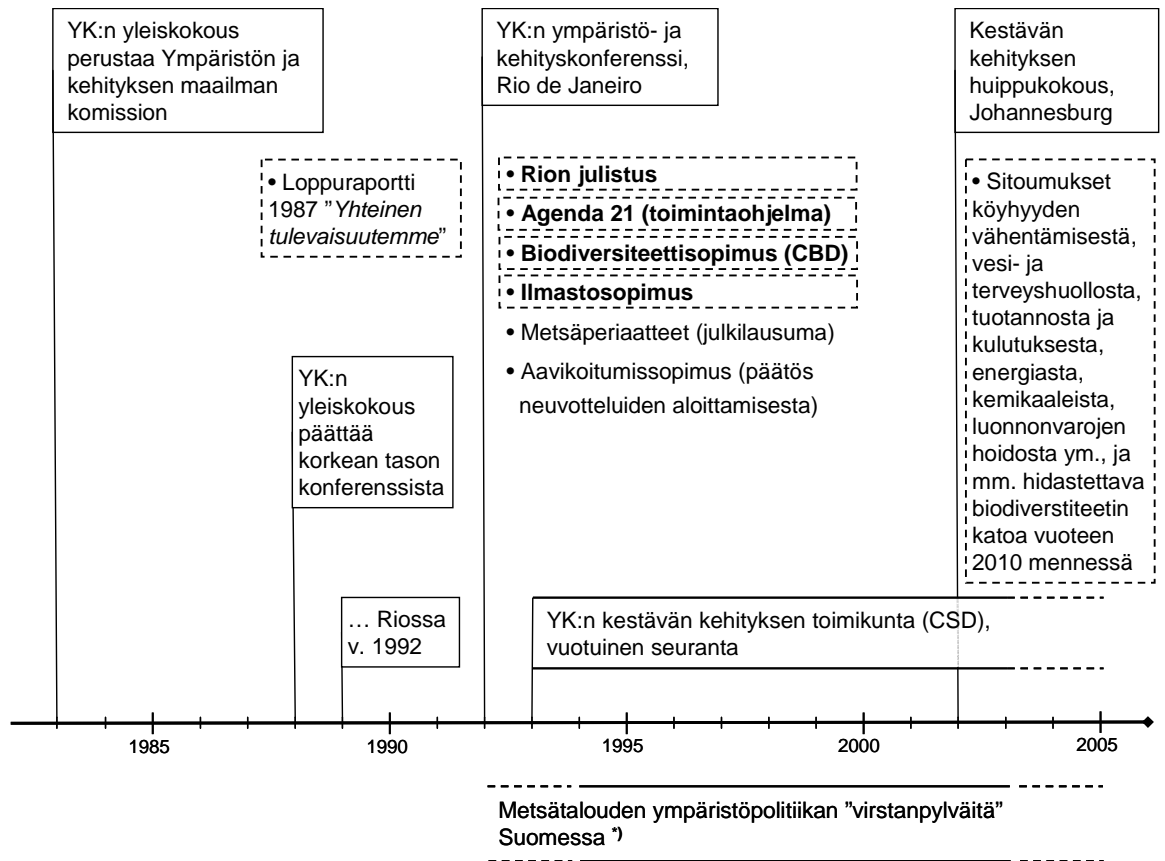 YK:n yleiskokous
perustaa Ympäristön ja
kehityksen maailman
komission
YK:n ympäristö- ja
kehityskonferenssi,
Rio de Janeiro
Kestävän
kehityksen
huippukokous,
Johannesburg
• Loppuraportti
1987 ”Yhteinen
tulevaisuutemme”
• Rion julistus
• Agenda 21 (toimintaohjelma)
• Biodiversiteettisopimus (CBD)
• Ilmastosopimus
• Metsäperiaatteet (julkilausuma)
• Aavikoitumissopimus (päätös
neuvotteluiden aloittamisesta)
• Sitoumukset
köyhyyden
vähentämisestä,
vesi- ja
terveyshuollosta,
tuotannosta ja
kulutuksesta,
energiasta,
kemikaaleista,
luonnonvarojen
hoidosta ym., ja
mm. hidastettava
biodiverstiteetin
katoa vuoteen
2010 mennessä
YK:n
yleiskokous
päättää
korkean tason
konferenssista
… Riossa
v. 1992
YK:n kestävän kehityksen toimikunta (CSD),
vuotuinen seuranta
1985
1990
1995
2000
2005
Metsätalouden ympäristöpolitiikan ”virstanpylväitä”
Suomessa *)